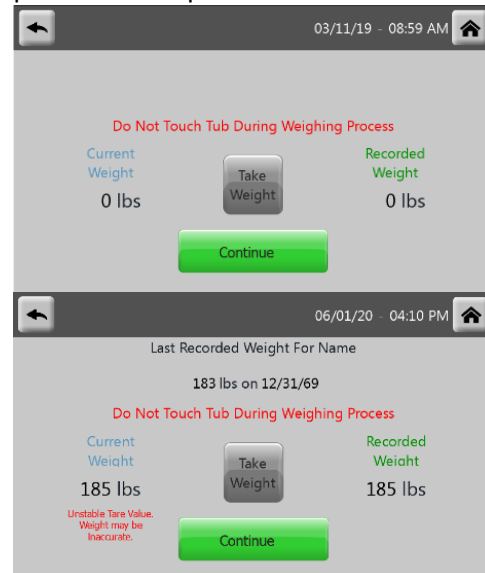 03/11/19 - 08:59 AM
Do Not Touch Tub During Weighing Process
Current
Weight
0 lbs
Take
Weight
Recorded
Weight
0 lbs
Continue
06/01/20 - 04:10 PM
Last Recorded Weight For Name
183 lbs on 12/31/69
Do Not Touch Tub During Weighing Process
Current
Weight
185 lbs
Unstable Tare Value.
Weight may be
Inaccurate.
Take
Weight
Recorded
Weight
185 lbs
Continue